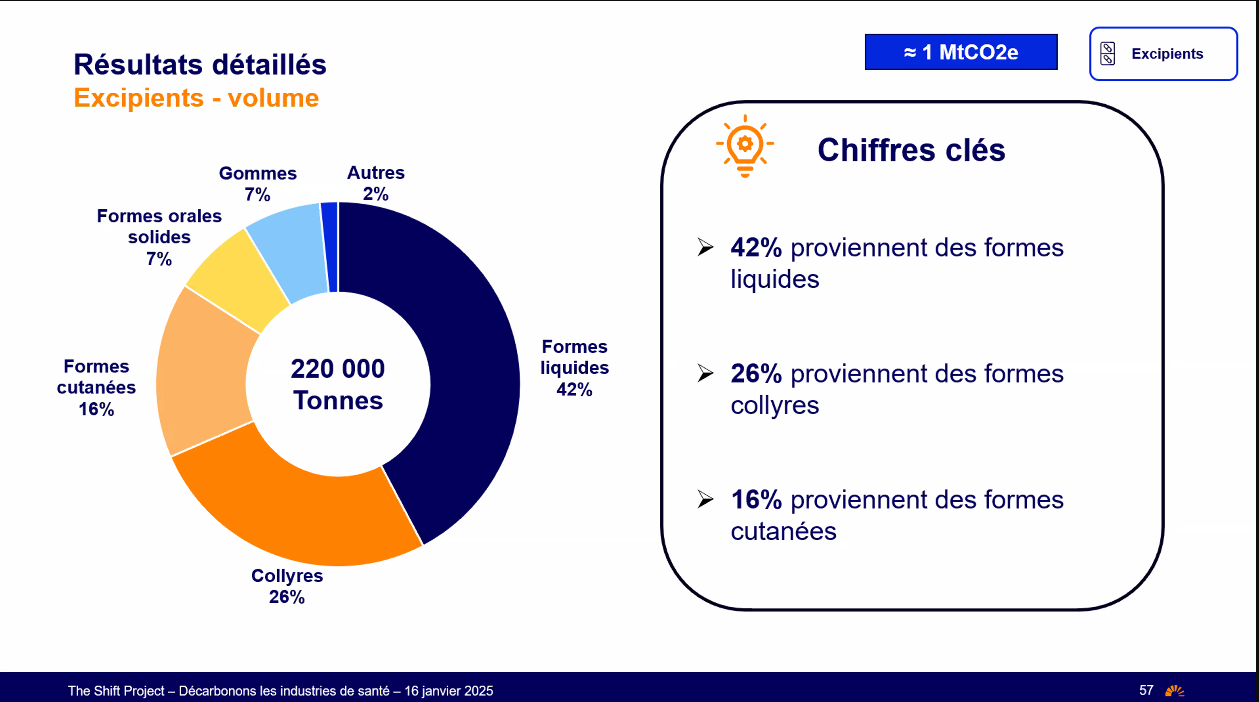 Résultats détaillés
Excipients - volume
≈ 1 MtCO2e
Excipients
Gommes
7%
Autres
2%
Formes orales
solides
7%
Formes
cutanées
16%
220 000
Tonnes
Formes
liquides
42%
Collyres
26%
Chiffres clés
42% proviennent des formes
liquides
26% proviennent des formes
collyres
16% proviennent des formes
cutanées
The Shift Project – Décarbonons les industries de santé – 16 janvier 2025
57